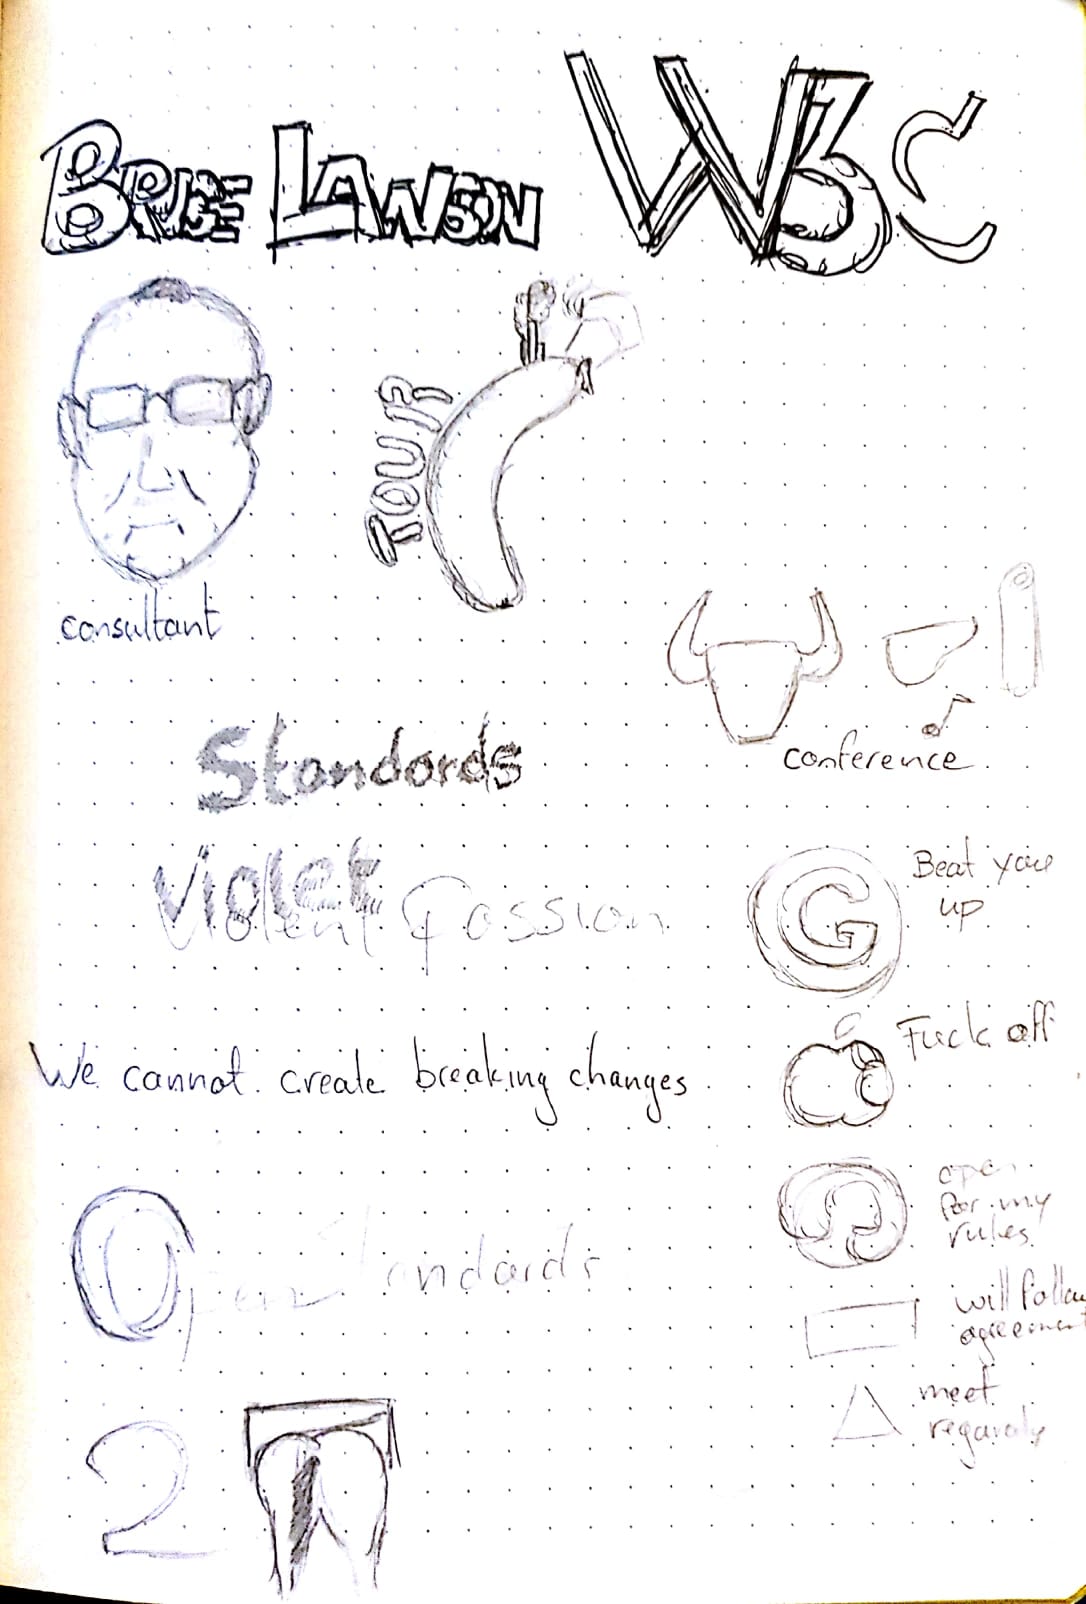 BRUCE LAWSON
W3C
TOUR
consultant
conference
Standards
Violet
Violent Passion
G
Beat you
up
Fuck off
We cannot create breaking changes
open
for my
rules
Open Standards
will follow
agreement
meet
2